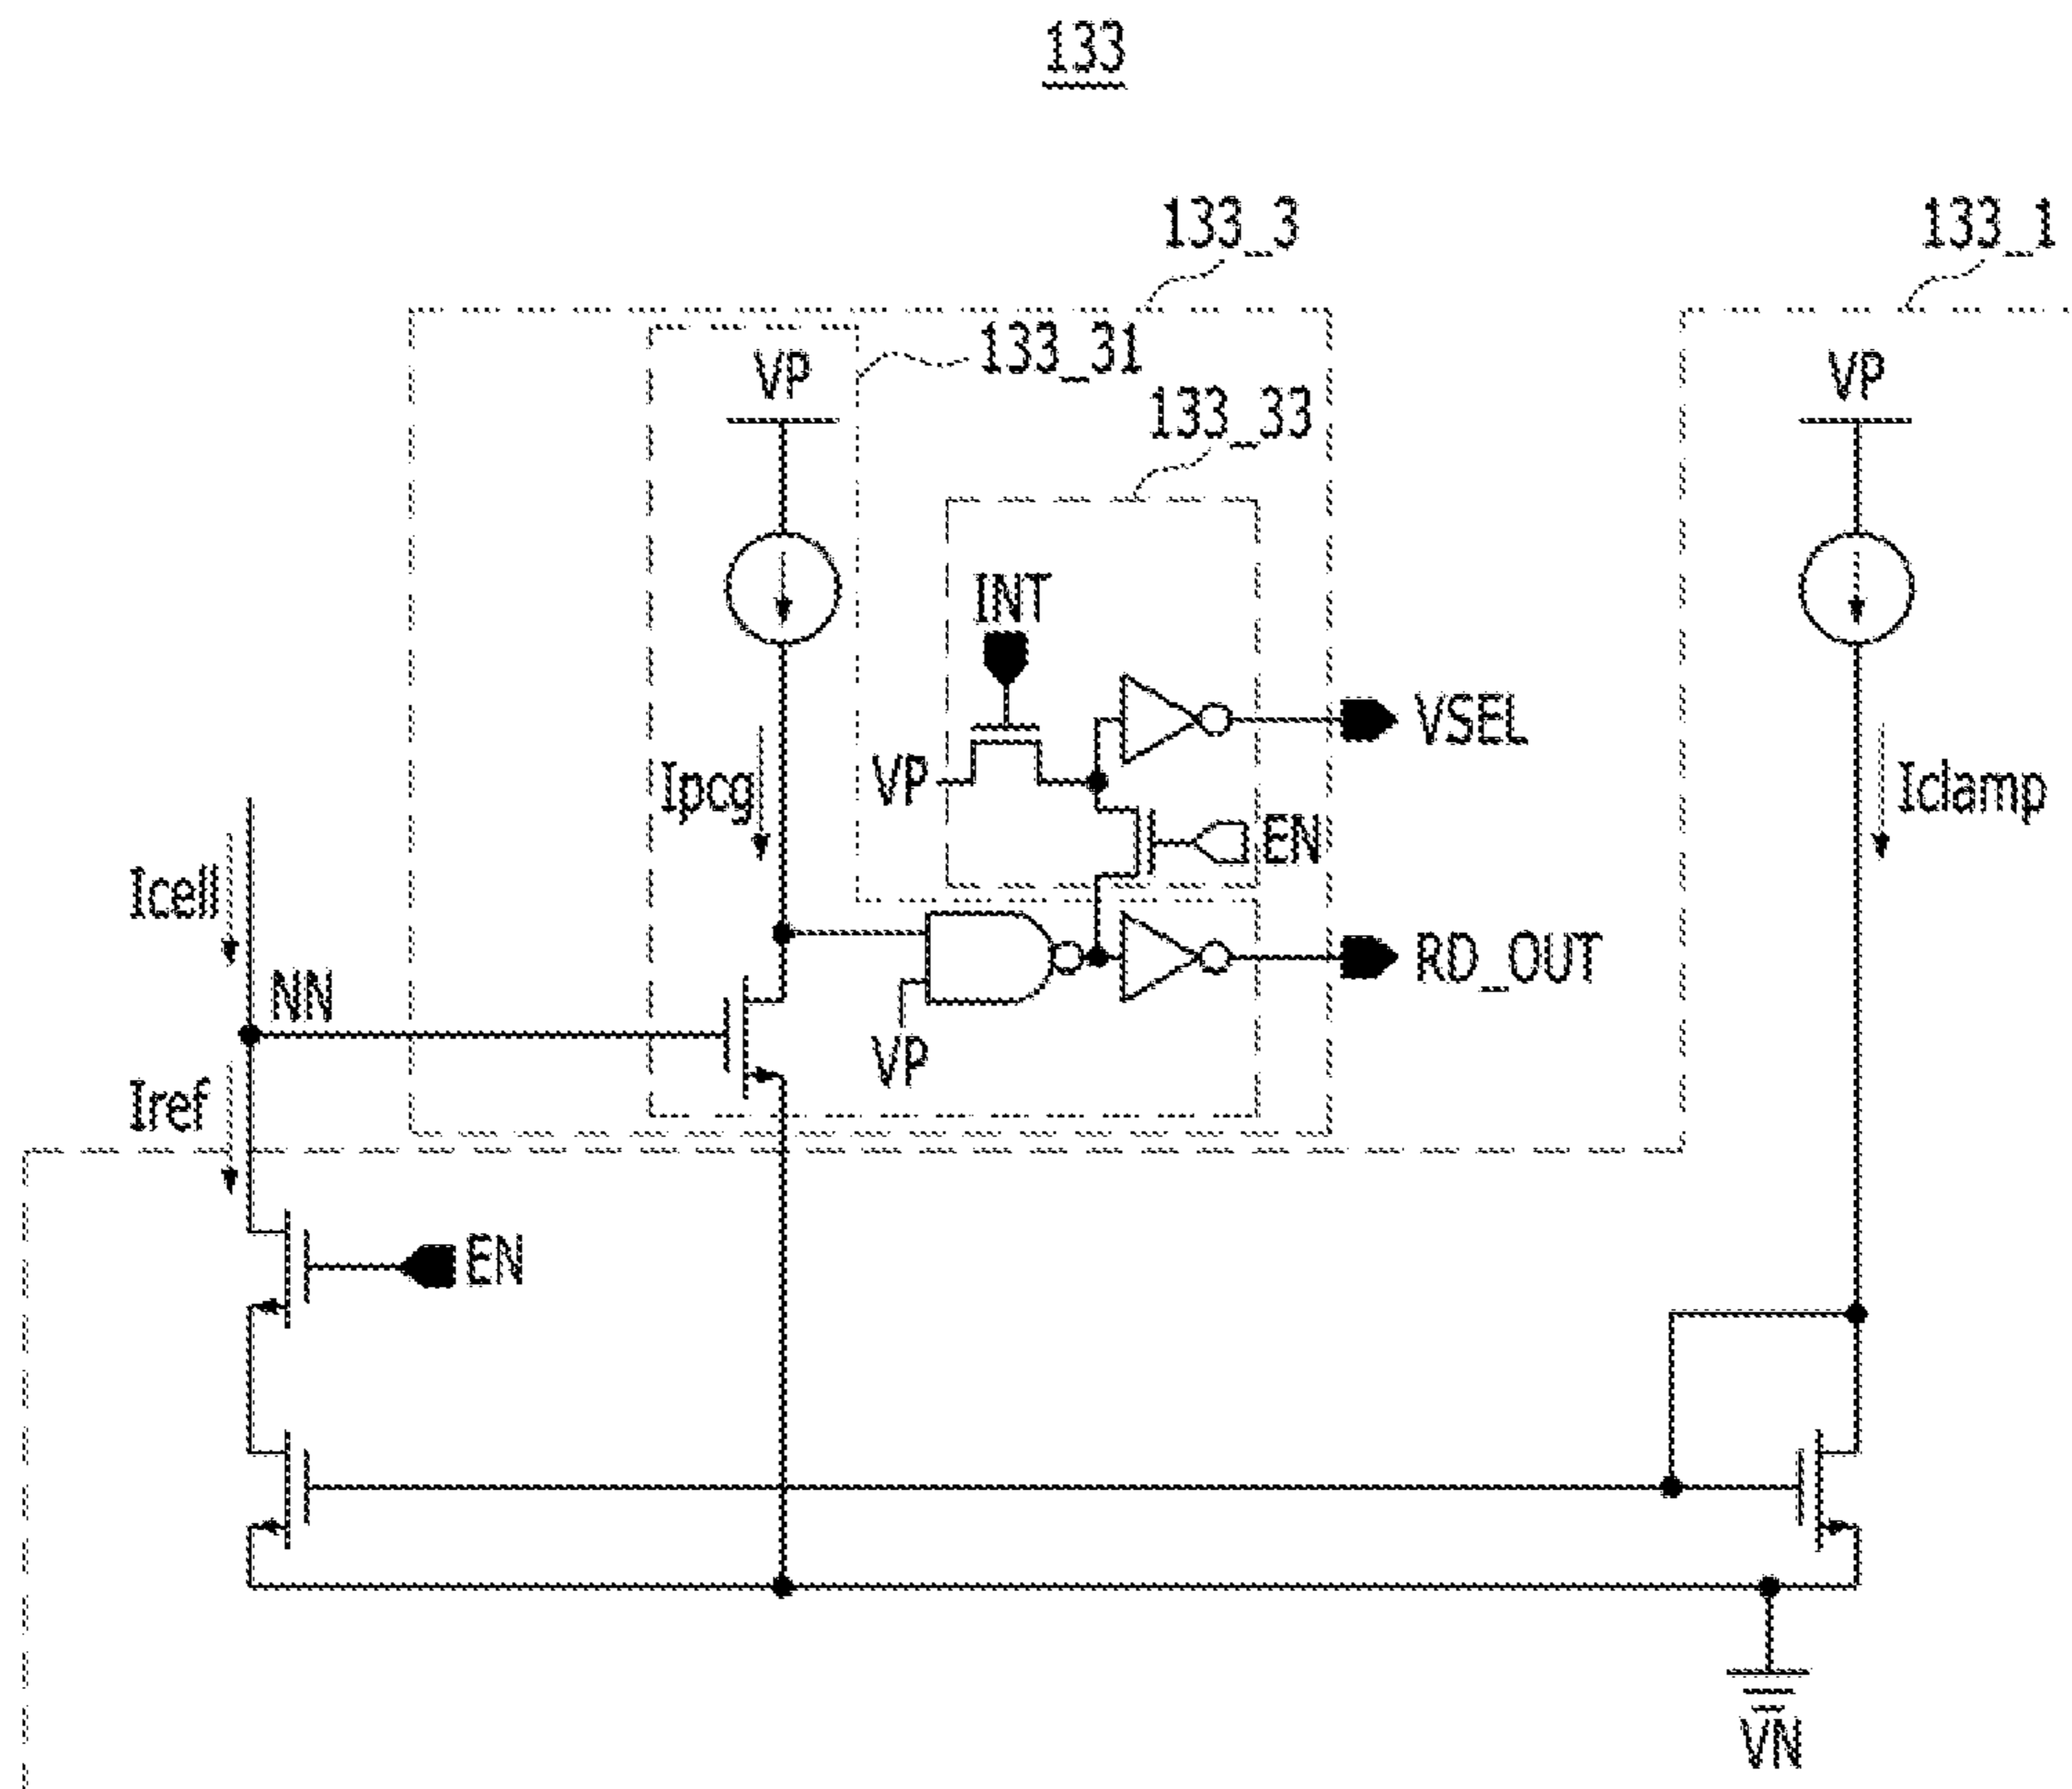 133
133_3
133_1
133_31
VP
VP
133_33
INT
VSEL
VP
Ipcg
Iclamp
EN
Icell
RD_OUT
NN
VP
Iref
EN
VN